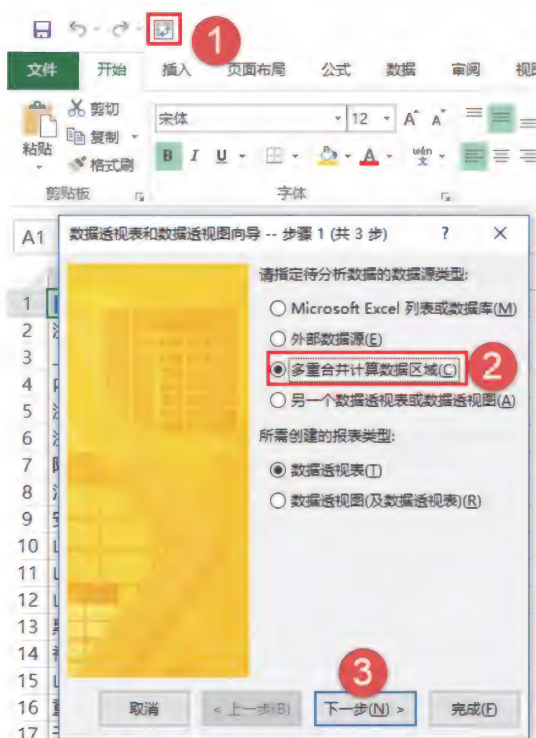 1
文件 开始 插入 页面布局 公式 数据 审阅 视图
剪切
复制
格式刷
粘贴
宋体 12 A A
B I U A wén 文
剪贴板 字体
A1
数据透视表和数据透视图向导 -- 步骤 1 (共 3 步) ? ×
请指定待分析数据的数据源类型:
Microsoft Excel 列表或数据库(M)
外部数据源(E)
多重合并计算数据区域(C) 2
另一个数据透视表或数据透视图(A)
所需创建的报表类型:
数据透视表(T)
数据透视图(及数据透视表)(R)
1
2
3
4
5
6
7
8
9
10
11
12
13
14
15
16
17
3
取消 < 上一步(B) 下一步(N) > 完成(F)